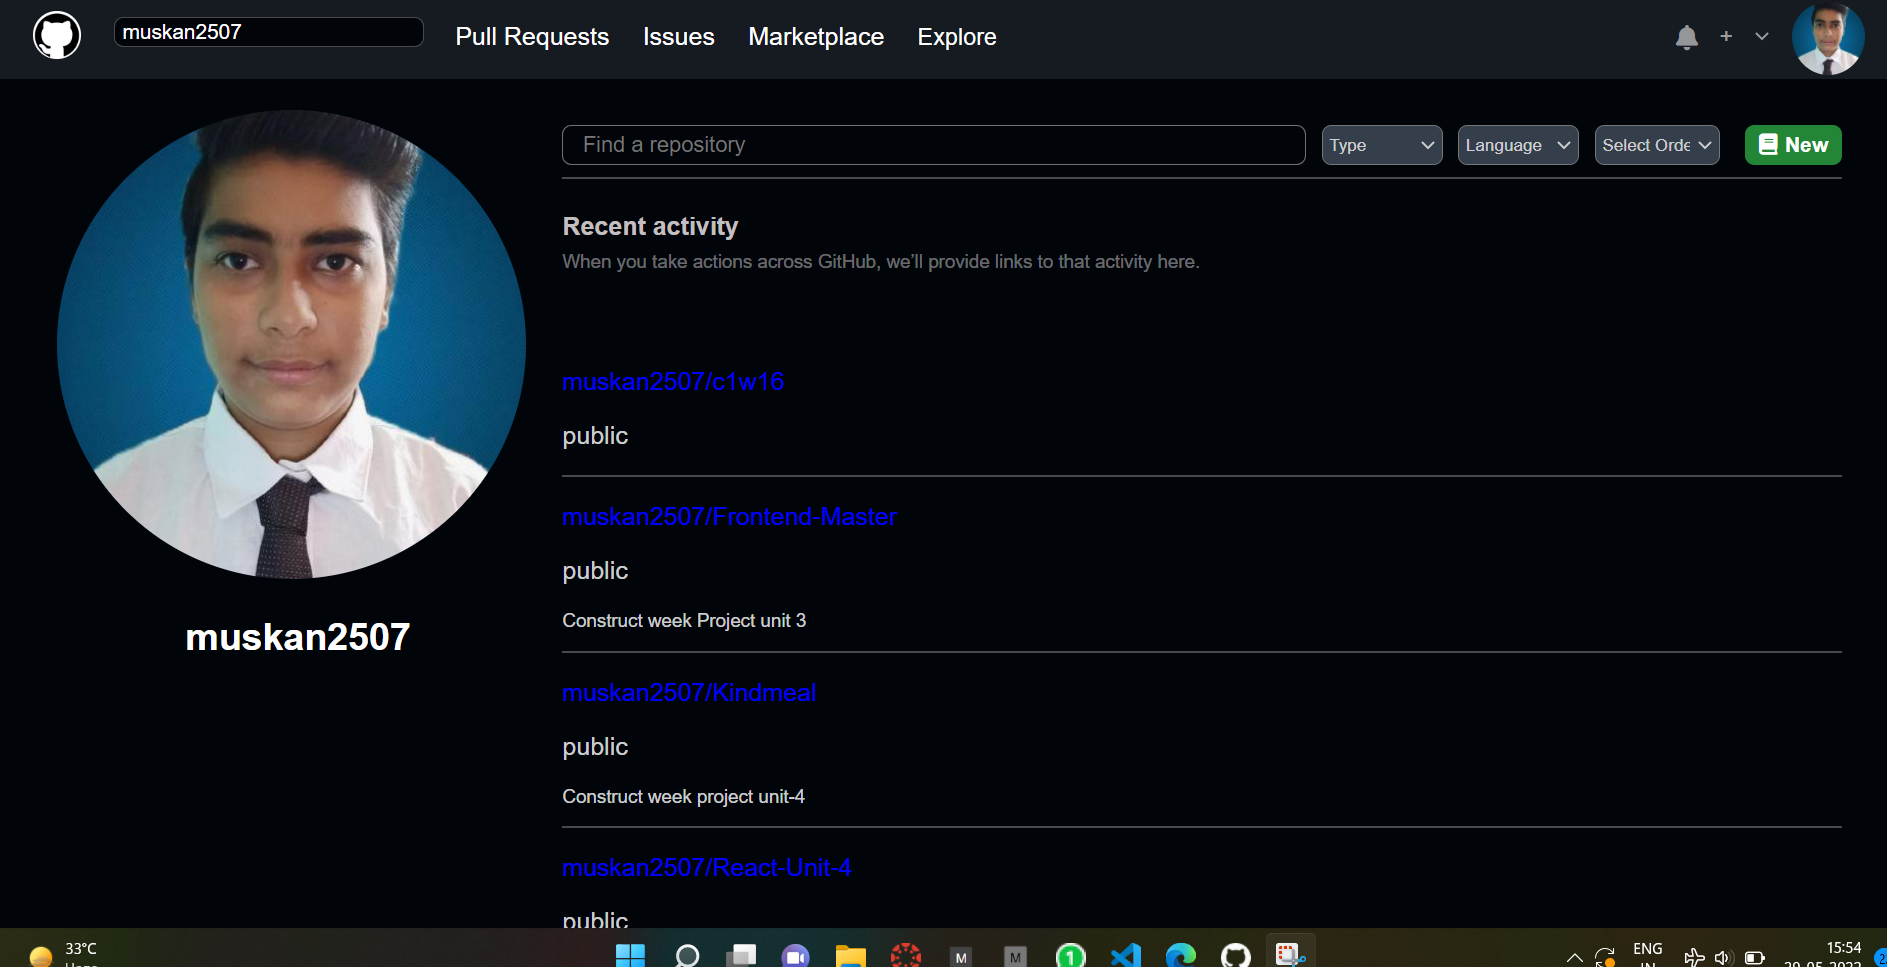 muskan2507
Pull Requests Issues Marketplace Explore
Find a repository
Type
Language
Select Orde
New
Recent activity
When you take actions across GitHub, we'll provide links to that activity here.
muskan2507/c1w16
public
muskan2507/Frontend-Master
public
Construct week Project unit 3
muskan2507
muskan2507/Kindmeal
public
Construct week project unit-4
muskan2507/React-Unit-4
public
33°C
M
M
1
ENG
15:54